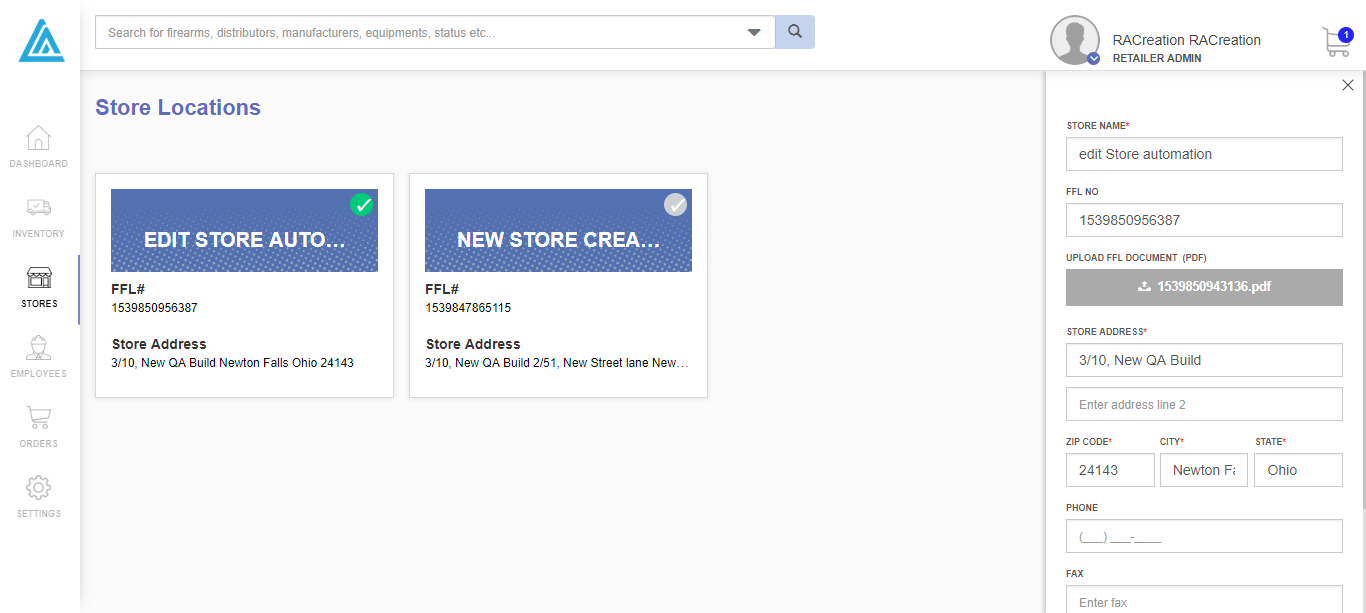 Search for firearms, distributors, manufacturers, equipments, status etc...
RACreation RACreation
RETAILER ADMIN
1
DASHBOARD
INVENTORY
STORES
EMPLOYEES
ORDERS
SETTINGS
Store Locations
EDIT STORE AUTO...
FFL#
1539850956387
Store Address
3/10, New QA Build Newton Falls Ohio 24143
NEW STORE CREA...
FFL#
1539847865115
Store Address
3/10, New QA Build 2/51, New Street lane New...
STORE NAME*
edit Store automation
FFL NO
1539850956387
UPLOAD FFL DOCUMENT (PDF)
1539850943136.pdf
STORE ADDRESS*
3/10, New QA Build
Enter address line 2
ZIP CODE* CITY* STATE*
24143 Newton Fa Ohio
PHONE
(___) ___-____
FAX
Enter fax